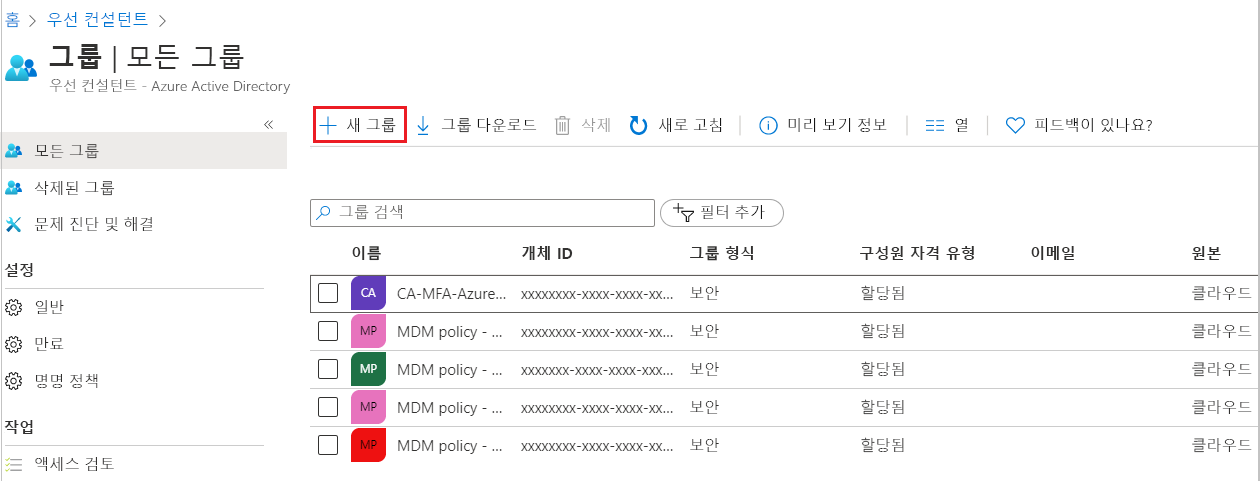 홈 > 우선 컨설턴트 >
그룹 | 모든 그룹
우선 컨설턴트 - Azure Active Directory
«
모든 그룹
삭제된 그룹
문제 진단 및 해결
설정
일반
만료
명명 정책
작업
액세스 검토
새 그룹 그룹 다운로드 삭제 새로 고침 미리 보기 정보 열 피드백이 있나요?
그룹 검색 필터 추가
이름 개체 ID 그룹 형식 구성원 자격 유형 이메일 원본
CA CA-MFA-Azure... xxxxxxxx-xxxx-xxxx-xx... 보안 할당됨 클라우드
MP MDM policy - ... xxxxxxxx-xxxx-xxxx-xx... 보안 할당됨 클라우드
MP MDM policy - ... xxxxxxx-xxxx-xxxx-xxx... 보안 할당됨 클라우드
MP MDM policy - ... xxxxxxxx-xxxx-xxxx-xx... 보안 할당됨 클라우드
MP MDM policy - ... xxxxxxxx-xxxx-xxxx-xx... 보안 할당됨 클라우드